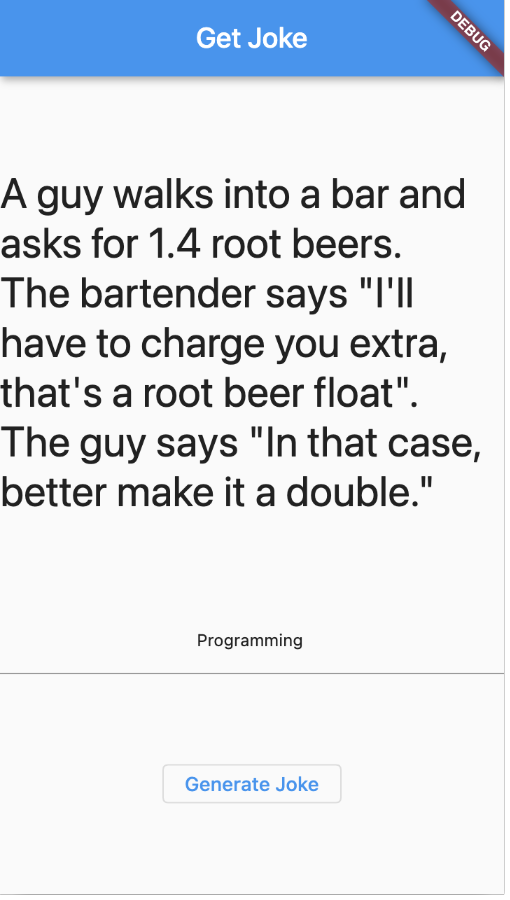 Get Joke
DEBUG
A guy walks into a bar and
asks for 1.4 root beers.
The bartender says "I'll
have to charge you extra,
that's a root beer float".
The guy says "In that case,
better make it a double."
Programming
Generate Joke